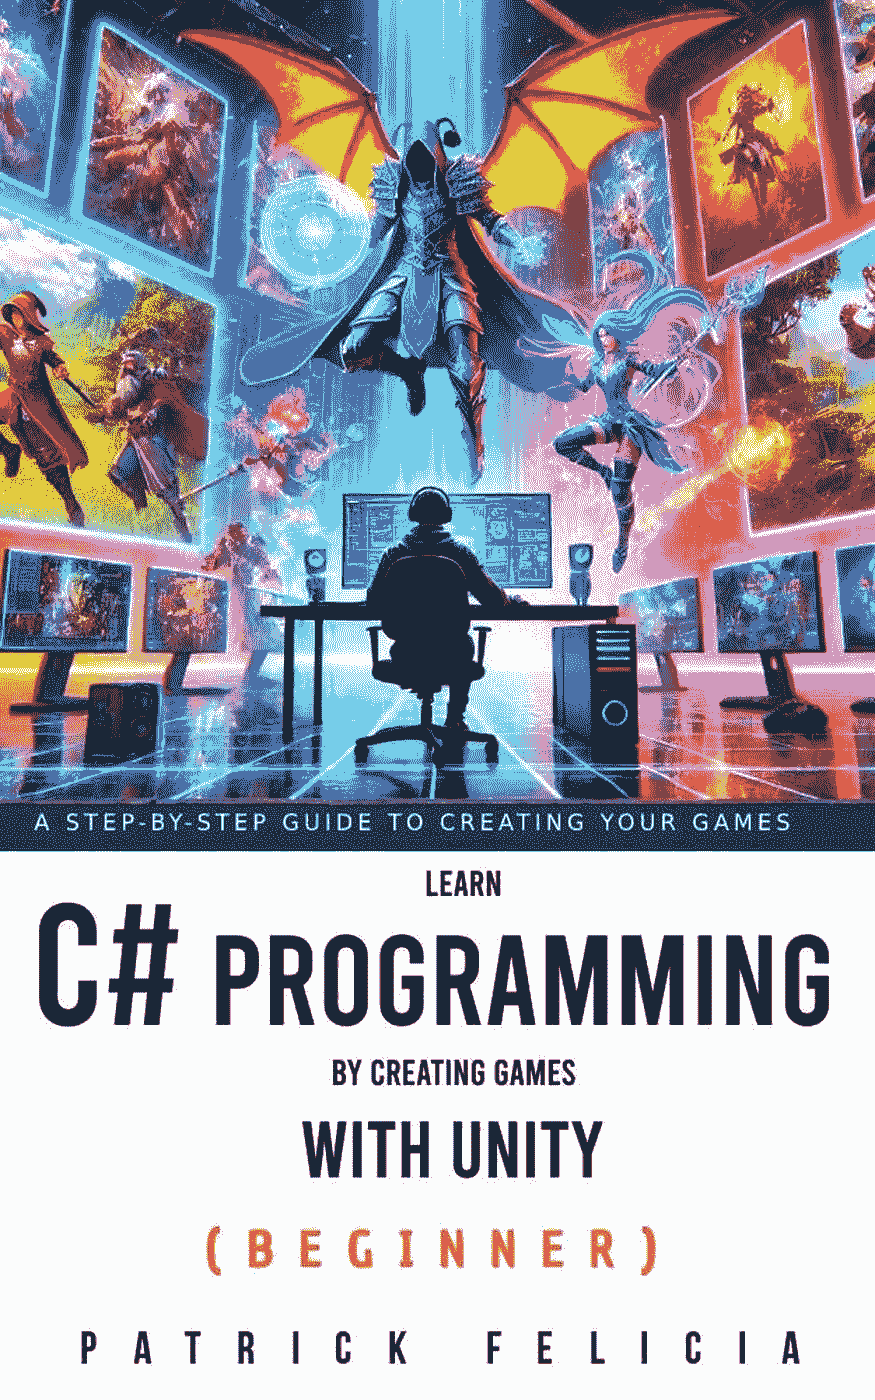 A STEP-BY-STEP GUIDE TO CREATING YOUR GAMES
LEARN
C# PROGRAMMING
BY CREATING GAMES
WITH UNITY
(BEGINNER)
PATRICK FELICIA